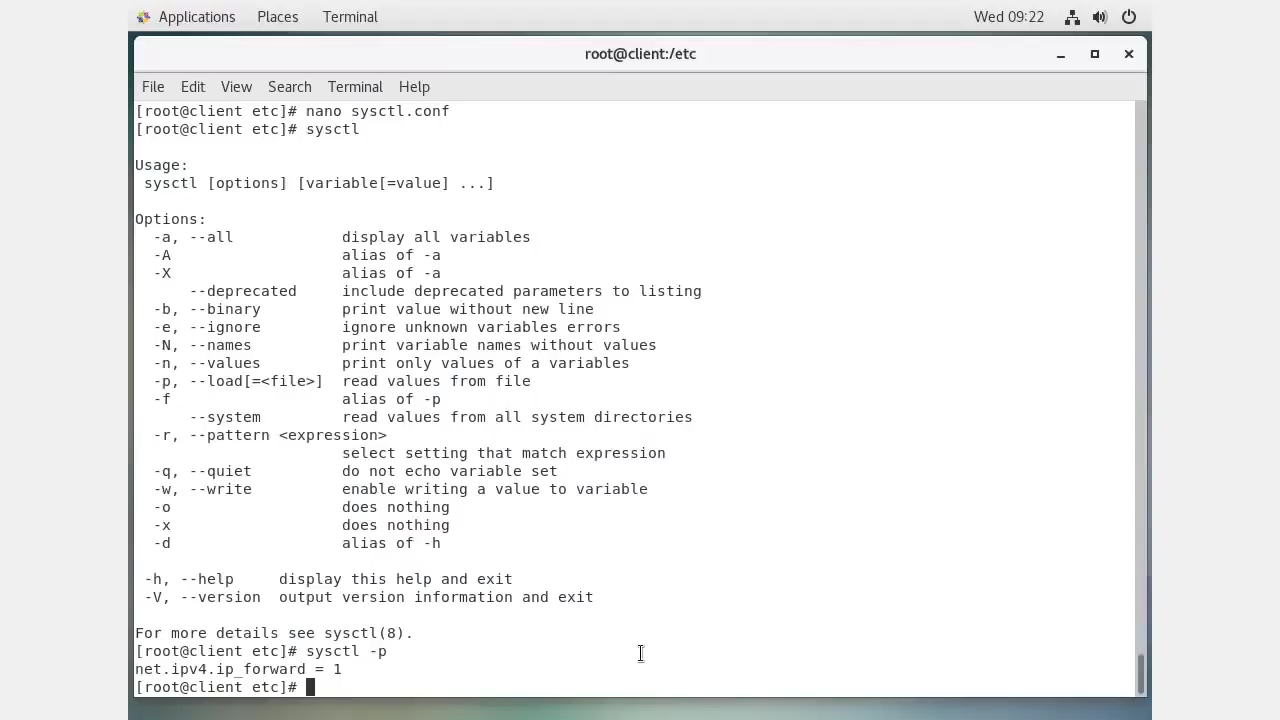 Applications Places Terminal Wed 09:22
root@client:/etc
File Edit View Search Terminal Help
[root@client etc]# nano sysctl.conf
[root@client etc]# sysctl
Usage:
 sysctl [options] [variable[=value] ...]
Options:
  -a, --all            display all variables
  -A                   alias of -a
  -X                   alias of -a
      --deprecated     include deprecated parameters to listing
  -b, --binary         print value without new line
  -e, --ignore         ignore unknown variables errors
  -N, --names          print variable names without values
  -n, --values         print only values of a variables
  -p, --load[=<file>]  read values from file
  -f                   alias of -p
      --system         read values from all system directories
  -r, --pattern <expression>
                       select setting that match expression
  -q, --quiet          do not echo variable set
  -w, --write          enable writing a value to variable
  -o                   does nothing
  -x                   does nothing
  -d                   alias of -h
 -h, --help     display this help and exit
 -V, --version  output version information and exit
For more details see sysctl(8).
[root@client etc]# sysctl -p
net.ipv4.ip_forward = 1
[root@client etc]#